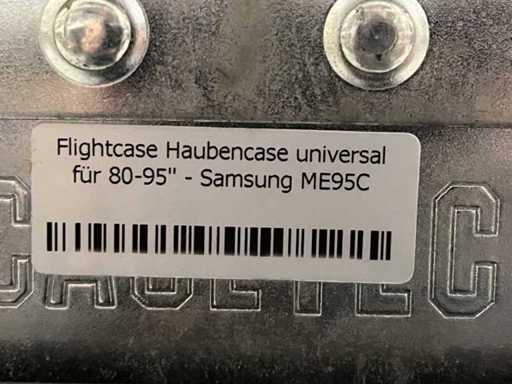 Flightcase Haubencase universal
für 80-95" - Samsung ME95C